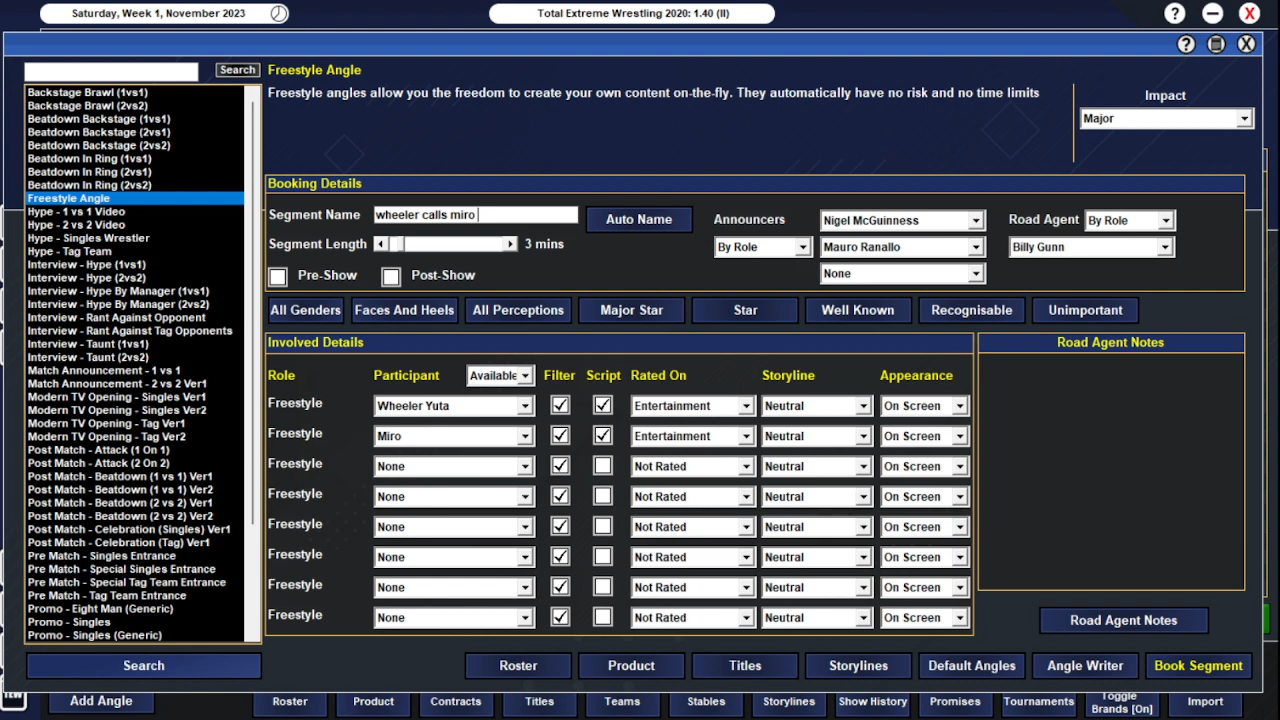 Saturday, Week 1, November 2023
Total Extreme Wrestling 2020: 1.40 (II)
? X
? X
Search
Freestyle Angle
Freestyle angles allow you the freedom to create your own content on-the-fly. They automatically have no risk and no time limits
Impact
Major
Backstage Brawl (1vs1)
Backstage Brawl (2vs2)
Beatdown Backstage (1vs1)
Beatdown Backstage (2vs1)
Beatdown Backstage (2vs2)
Beatdown In Ring (1vs1)
Beatdown In Ring (2vs1)
Beatdown In Ring (2vs2)
Freestyle Angle
Hype - 1 vs 1 Video
Hype - 2 vs 2 Video
Hype - Singles Wrestler
Hype - Tag Team
Interview - Hype (1vs1)
Interview - Hype (2vs2)
Interview - Hype By Manager (1vs1)
Interview - Hype By Manager (2vs2)
Interview - Rant Against Opponent
Interview - Rant Against Tag Opponents
Interview - Taunt (1vs1)
Interview - Taunt (2vs2)
Match Announcement - 1 vs 1
Match Announcement - 2 vs 2 Ver1
Modern TV Opening - Singles Ver1
Modern TV Opening - Singles Ver2
Modern TV Opening - Tag Ver1
Modern TV Opening - Tag Ver2
Post Match - Attack (1 On 1)
Post Match - Attack (2 On 2)
Post Match - Beatdown (1 vs 1) Ver1
Post Match - Beatdown (1 vs 1) Ver2
Post Match - Beatdown (2 vs 2) Ver1
Post Match - Beatdown (2 vs 2) Ver2
Post Match - Celebration (Singles) Ver1
Post Match - Celebration (Tag) Ver1
Pre Match - Singles Entrance
Pre Match - Special Singles Entrance
Pre Match - Special Tag Team Entrance
Pre Match - Tag Team Entrance
Promo - Eight Man (Generic)
Promo - Singles
Promo - Singles (Generic)
Search
Booking Details
Segment Name wheeler calls miro Auto Name Announcers Nigel McGuinness Road Agent By Role
Segment Length 3 mins By Role Mauro Ranallo Billy Gunn
Pre-Show Post-Show None
All Genders Faces And Heels All Perceptions Major Star Star Well Known Recognisable Unimportant
Involved Details
Road Agent Notes
Role Participant Available Filter Script Rated On Storyline Appearance
Freestyle Wheeler Yuta Entertainment Neutral On Screen
Freestyle Miro Entertainment Neutral On Screen
Freestyle None Not Rated Neutral On Screen
Freestyle None Not Rated Neutral On Screen
Freestyle None Not Rated Neutral On Screen
Freestyle None Not Rated Neutral On Screen
Freestyle None Not Rated Neutral On Screen
Freestyle None Not Rated Neutral On Screen
Road Agent Notes
Roster Product Titles Storylines Default Angles Angle Writer Book Segment
TEW Add Angle Roster Product Contracts Titles Teams Stables Storylines Show History Promises Tournaments Toggle Brands [On] Import